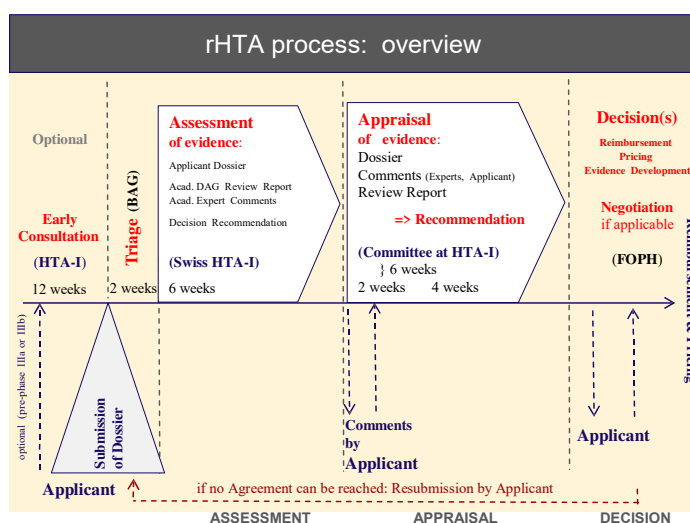 rHTA process: overview
Optional
Early
Consultation
(HTA-I)
12 weeks
Triage (BAG)
2 weeks
Assessment
of evidence:
Applicant Dossier
Acad. DAG Review Report
Acad. Expert Comments
Decision Recommendation
(Swiss HTA-I)
6 weeks
Appraisal
of evidence:
Dossier
Comments (Experts, Applicant)
Review Report
=> Recommendation
(Committee at HTA-I)
} 6 weeks
2 weeks 4 weeks
Decision(s)
Reimbursement
Pricing
Evidence Development
Negotiation
if applicable
(FOPH)
optional (pre-phase IIIa or IIIb)
Submission
of Dossier
Applicant
Comments
by
Applicant
Applicant
if no Agreement can be reached: Resubmission by Applicant
ASSESSMENT
APPRAISAL
DECISION